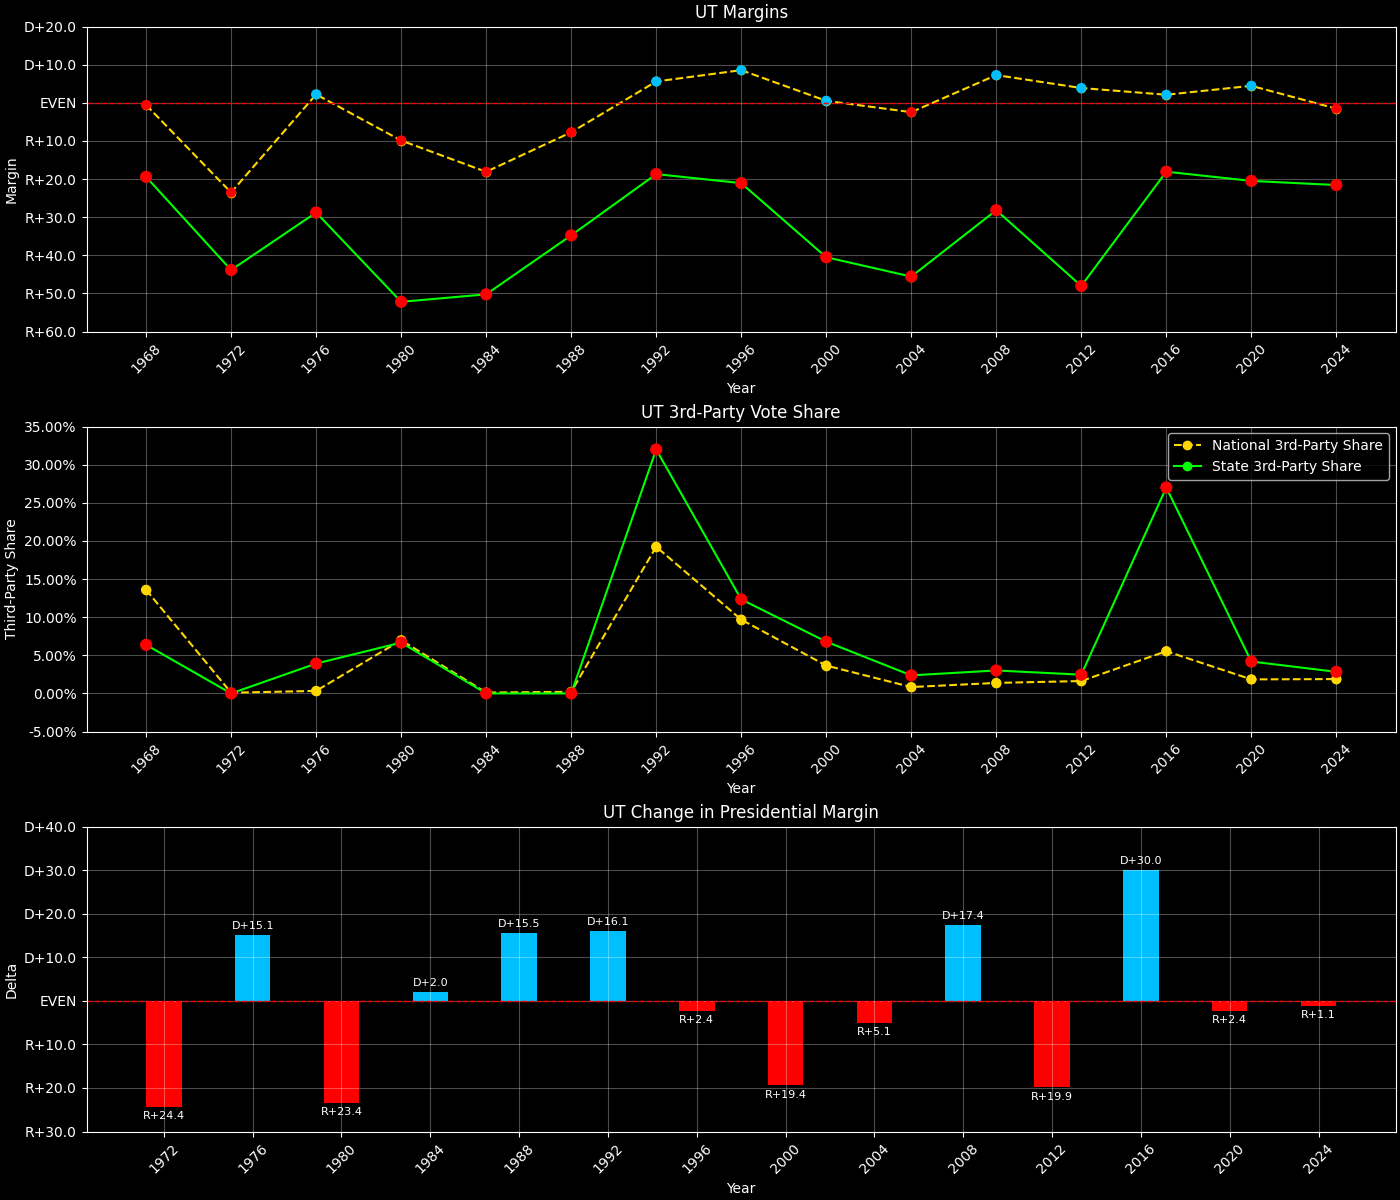 UT Margins
D+20.0
D+10.0
EVEN
R+10.0
R+20.0
R+30.0
R+40.0
R+50.0
R+60.0
Margin
1968 1972 1976 1980 1984 1988 1992 1996 2000 2004 2008 2012 2016 2020 2024
Year
UT 3rd-Party Vote Share
35.00%
30.00%
25.00%
20.00%
15.00%
10.00%
5.00%
0.00%
-5.00%
Third-Party Share
National 3rd-Party Share
State 3rd-Party Share
1968 1972 1976 1980 1984 1988 1992 1996 2000 2004 2008 2012 2016 2020 2024
Year
UT Change in Presidential Margin
D+40.0
D+30.0
D+20.0
D+10.0
EVEN
R+10.0
R+20.0
R+30.0
Delta
R+24.4
D+15.1
R+23.4
D+2.0
D+15.5
D+16.1
R+2.4
R+19.4
R+5.1
D+17.4
R+19.9
D+30.0
R+2.4
R+1.1
1972 1976 1980 1984 1988 1992 1996 2000 2004 2008 2012 2016 2020 2024
Year